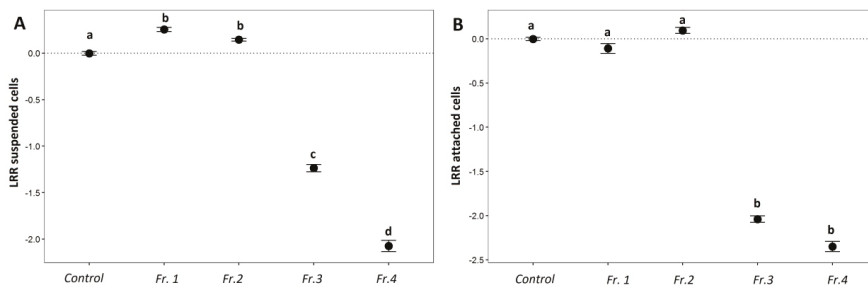 A
LRR suspended cells
0.0
-0.5
-1.0
-1.5
-2.0
a
b
b
c
d
Control
Fr. 1
Fr.2
Fr.3
Fr.4
B
LRR attached cells
0.0
-0.5
-1.0
-1.5
-2.0
-2.5
a
a
a
b
b
Control
Fr. 1
Fr.2
Fr.3
Fr.4